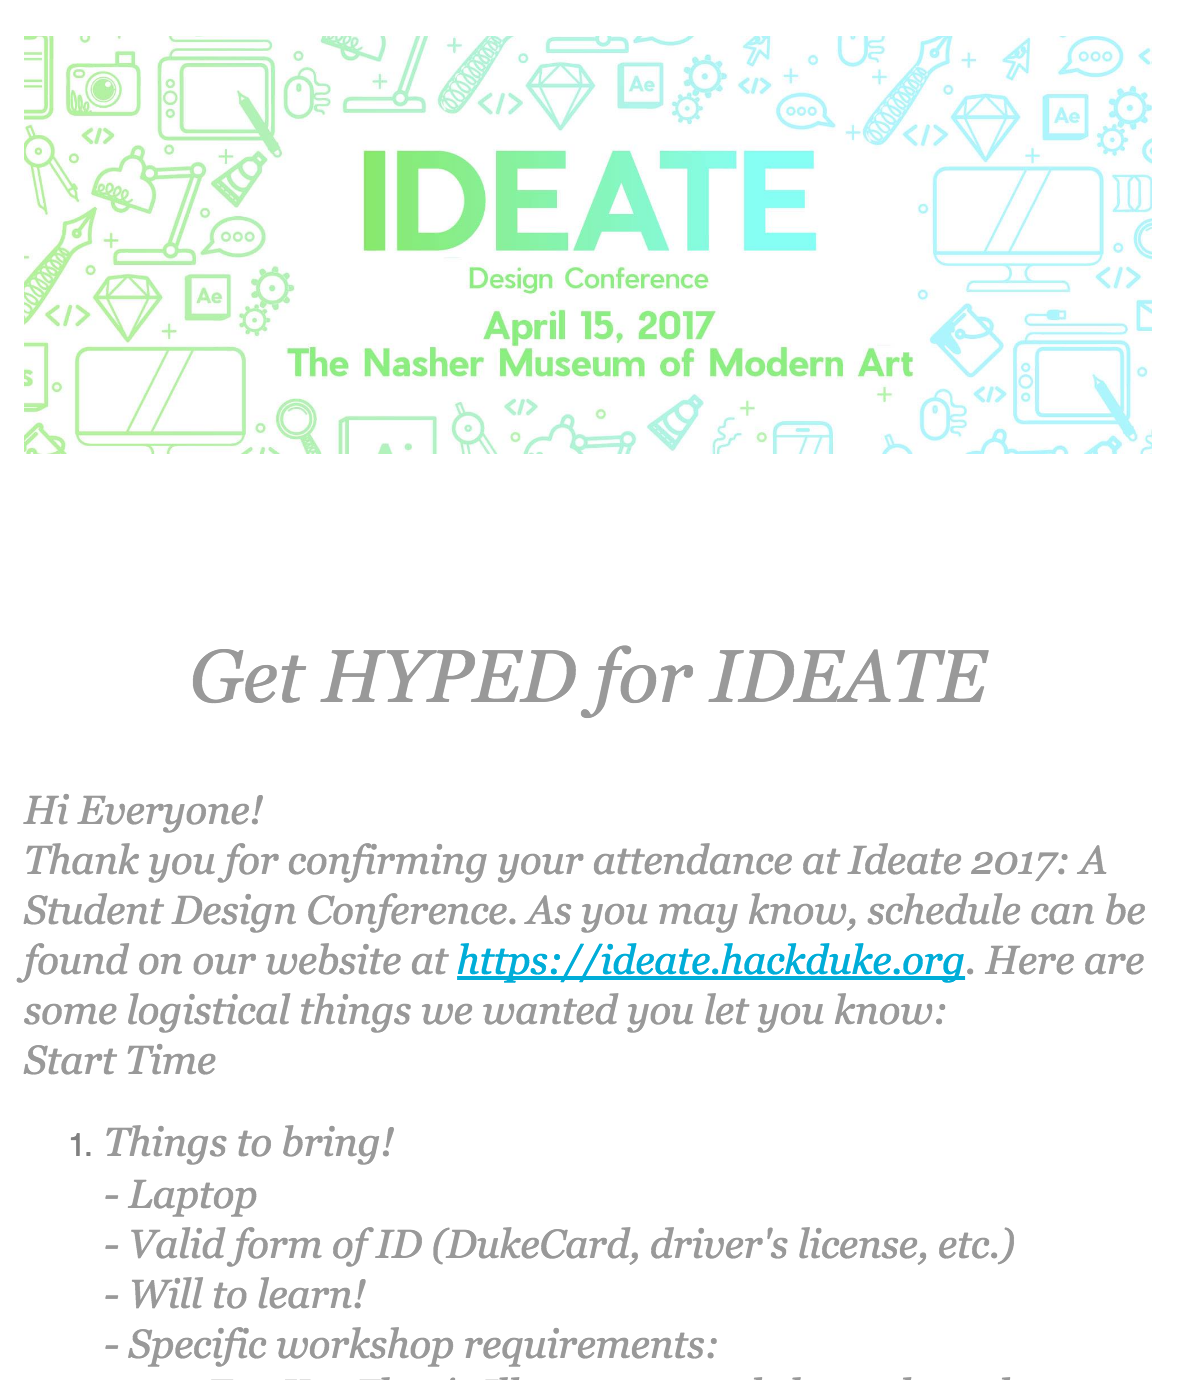 Ae
Ae
IDEATE
Design Conference
Ae
April 15, 2017
The Nasher Museum of Modern Art
Get HYPED for IDEATE
Hi Everyone!
Thank you for confirming your attendance at Ideate 2017: A
Student Design Conference. As you may know, schedule can be
found on our website at https://ideate.hackduke.org. Here are
some logistical things we wanted you let you know:
Start Time
1. Things to bring!
- Laptop
- Valid form of ID (DukeCard, driver's license, etc.)
- Will to learn!
- Specific workshop requirements: